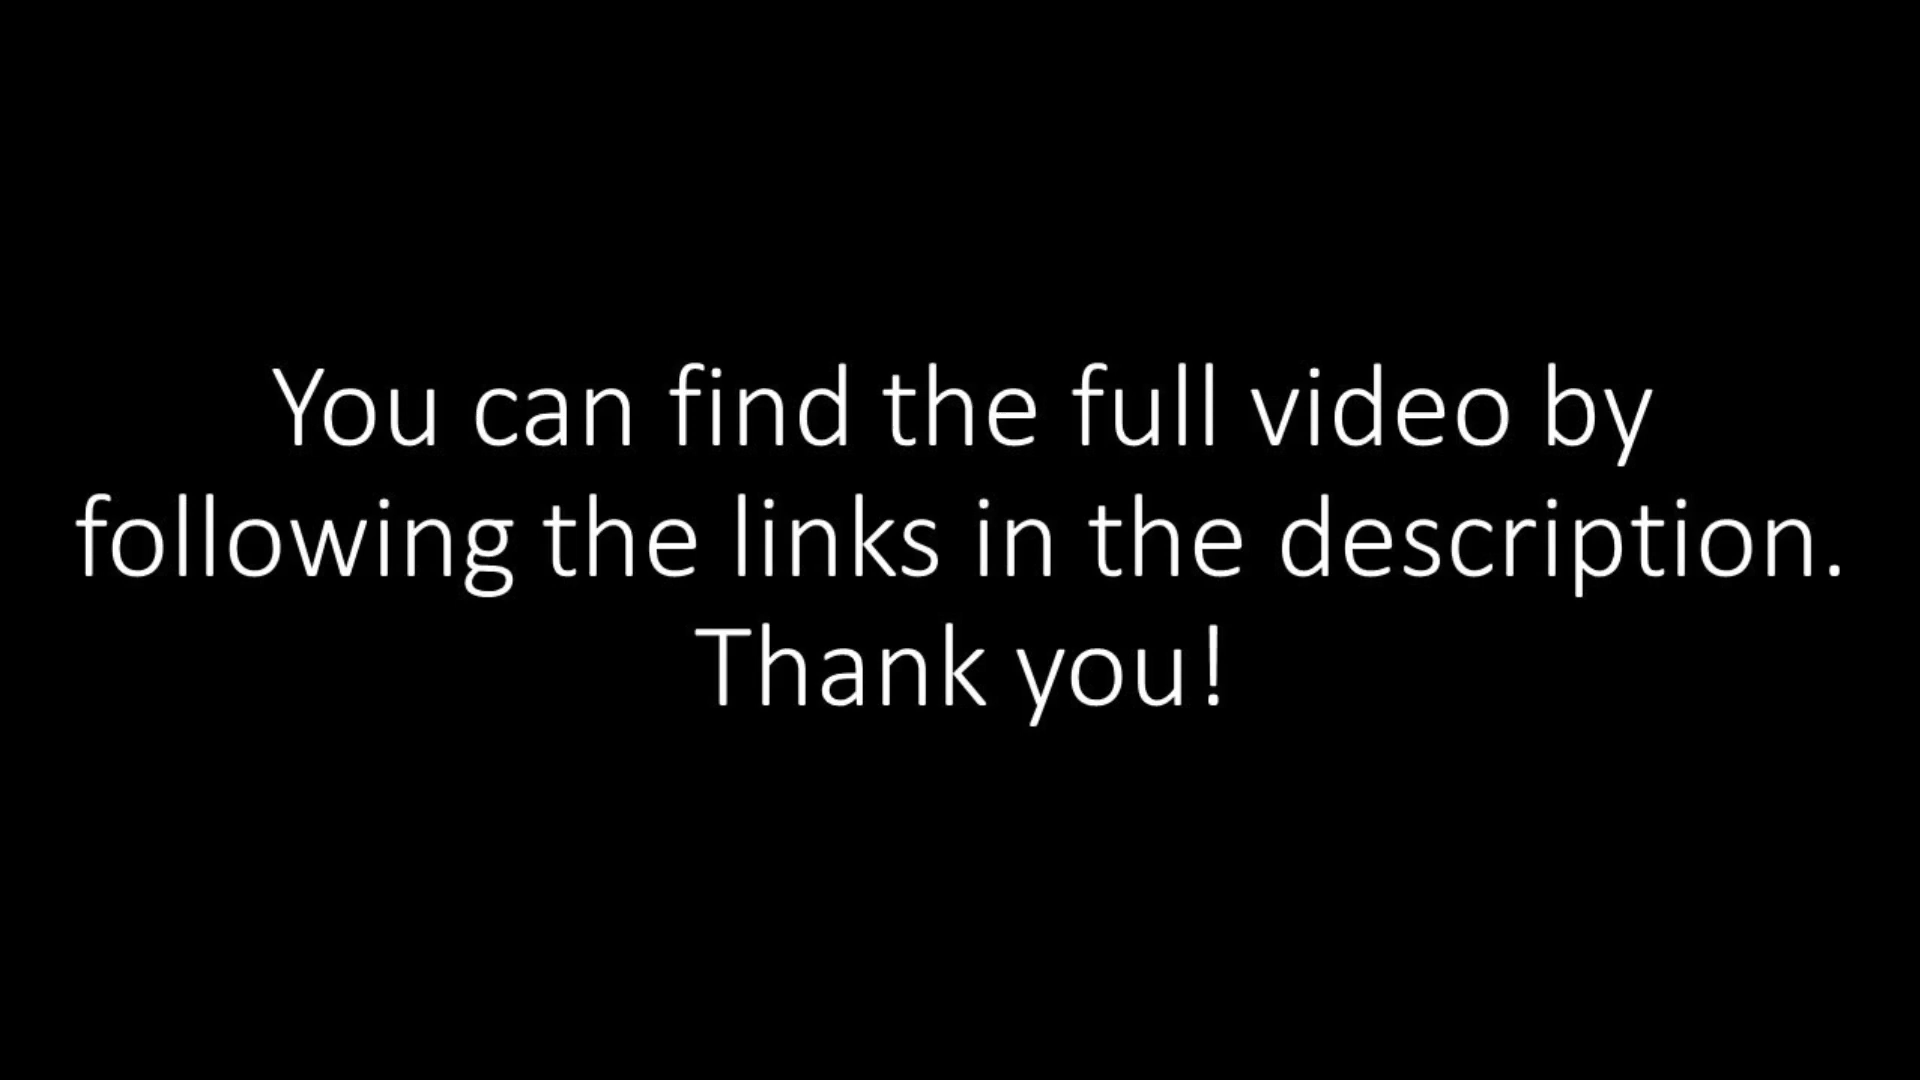 You can find the full video by
following the links in the description.
Thank you!